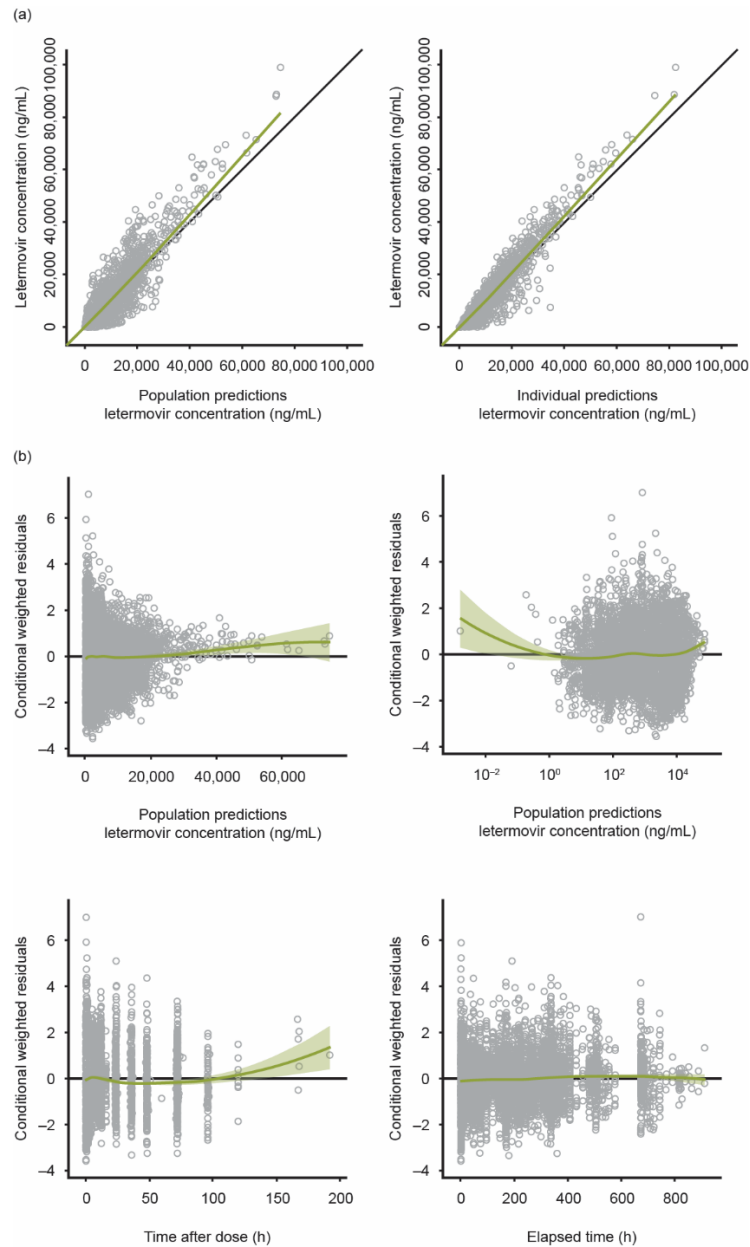 (a)
Letermovir concentration (ng/mL)
100,000
80,000
60,000
40,000
20,000
0
0 20,000 40,000 60,000 80,000 100,000
Population predictions
letermovir concentration (ng/mL)
Letermovir concentration (ng/mL)
100,000
80,000
60,000
40,000
20,000
0
0 20,000 40,000 60,000 80,000 100,000
Individual predictions
letermovir concentration (ng/mL)
(b)
Conditional weighted residuals
6
4
2
0
−2
−4
0 20,000 40,000 60,000
Population predictions
letermovir concentration (ng/mL)
Conditional weighted residuals
6
4
2
0
−2
−4
10⁻² 10⁰ 10² 10⁴
Population predictions
letermovir concentration (ng/mL)
Conditional weighted residuals
6
4
2
0
−2
−4
0 50 100 150 200
Time after dose (h)
Conditional weighted residuals
6
4
2
0
−2
−4
0 200 400 600 800
Elapsed time (h)